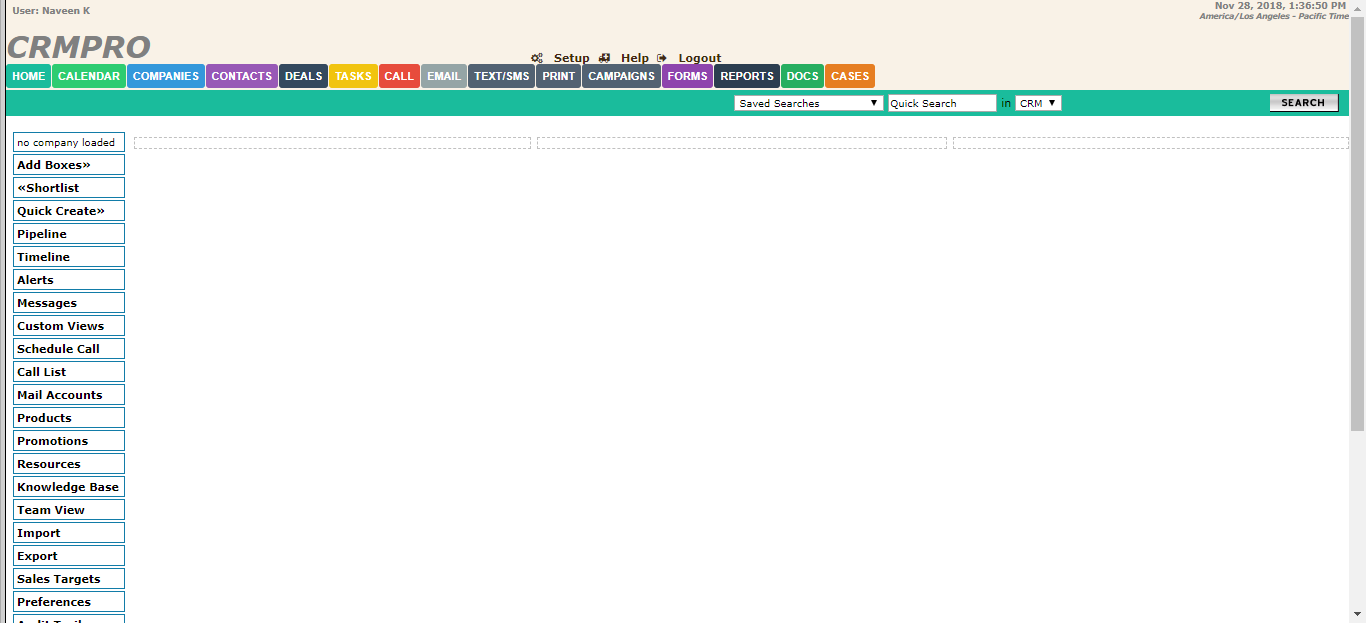 User: Naveen K
Nov 28, 2018, 1:36:50 PM
America/Los Angeles - Pacific Time
CRMPRO
Setup Help Logout
HOME CALENDAR COMPANIES CONTACTS DEALS TASKS CALL EMAIL TEXT/SMS PRINT CAMPAIGNS FORMS REPORTS DOCS CASES
Saved Searches Quick Search in CRM SEARCH
no company loaded
Add Boxes»
«Shortlist
Quick Create»
Pipeline
Timeline
Alerts
Messages
Custom Views
Schedule Call
Call List
Mail Accounts
Products
Promotions
Resources
Knowledge Base
Team View
Import
Export
Sales Targets
Preferences